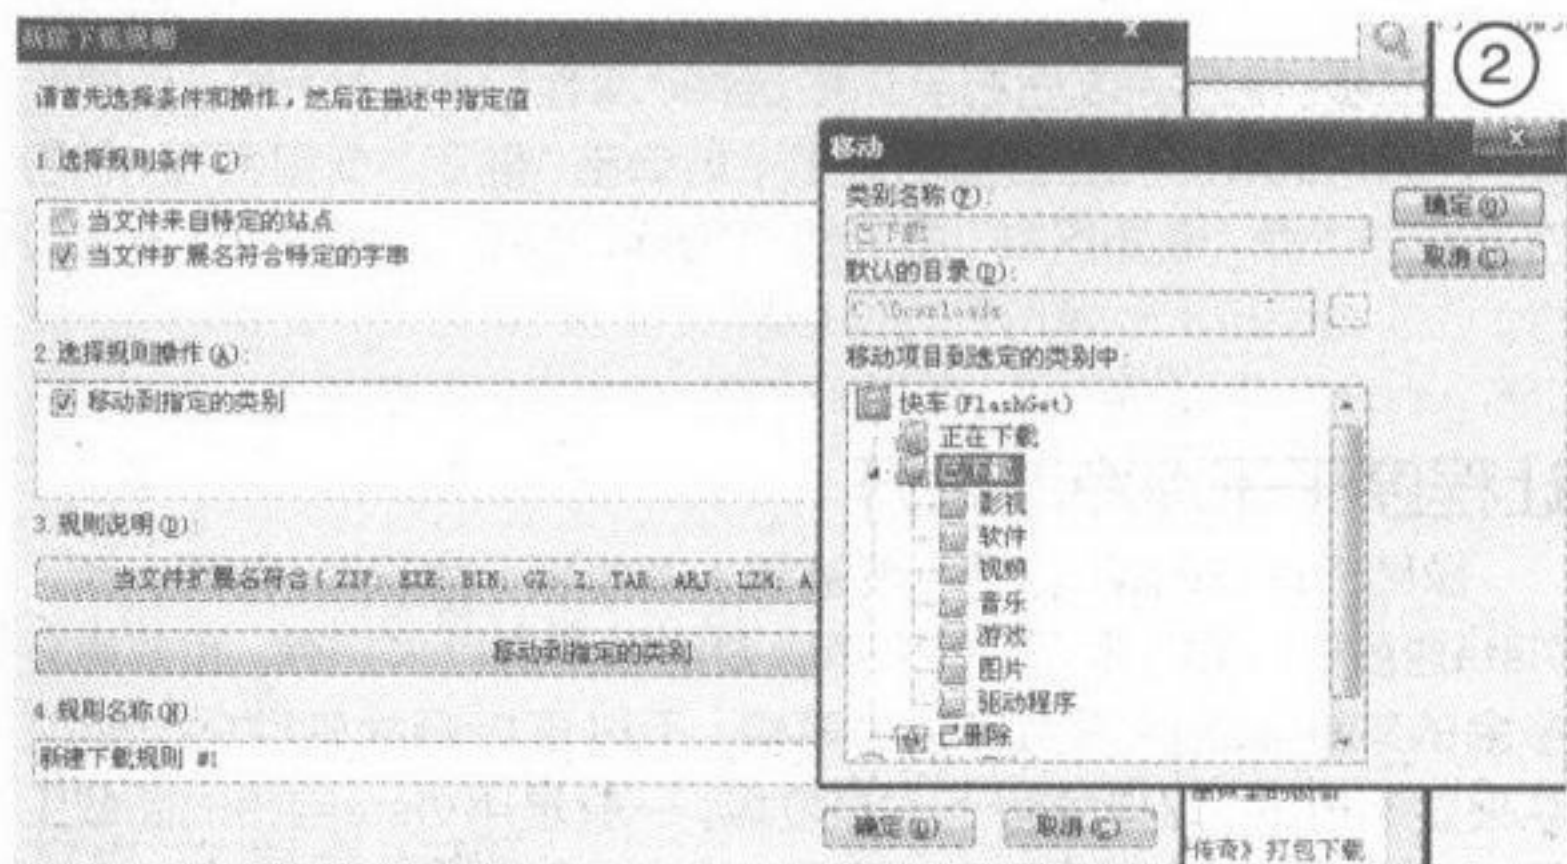 新建下载规则
请首先选择条件和操作，然后在描述中指定值
1.选择规则条件(C):
当文件来自特定的站点
当文件扩展名符合特定的字串
2.选择规则操作(A):
移动到指定的类别
3.规则说明(D):
当文件扩展名符合(.ZIP;.EXE;.BIN;.GZ;.Z;.TAR;.ARJ;.LZH;.A
移动到指定的类别
4.规则名称(N):
新建下载规则 #1
确定(O)
取消(C)
②
移动
类别名称(F):
已下载
默认的目录(D):
C:\Downloads
移动项目到选定的类别中:
快车(FlashGet)
正在下载
已下载
影视
软件
视频
音乐
游戏
图片
驱动程序
已删除
确定(O)
取消(C)
传奇》打包下载